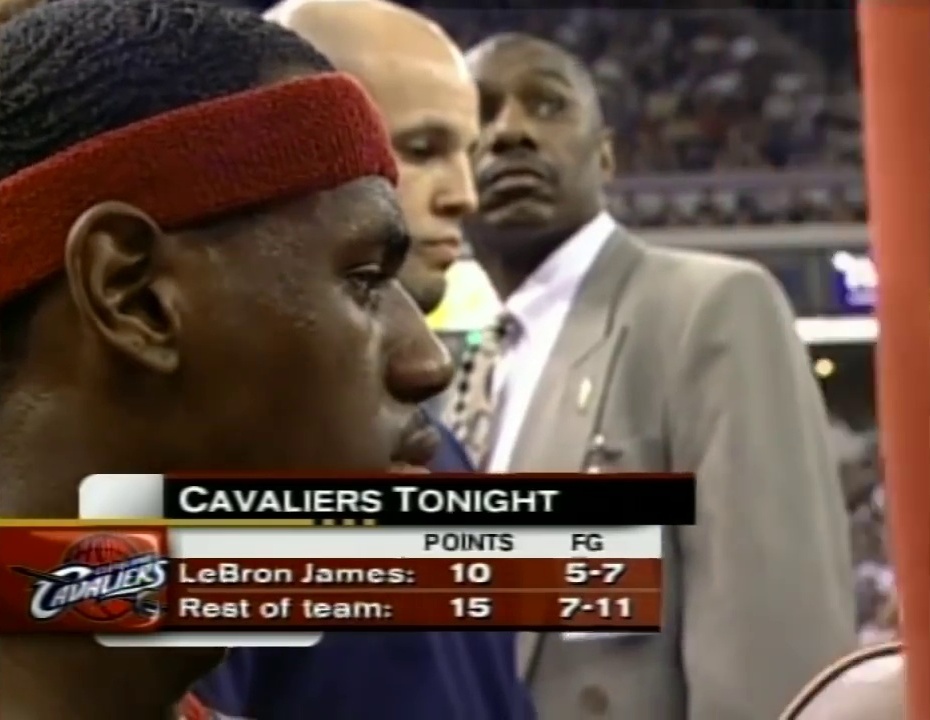 CAVALIERS TONIGHT
POINTS FG
CAVALIERS
LeBron James: 10 5-7
Rest of team: 15 7-11